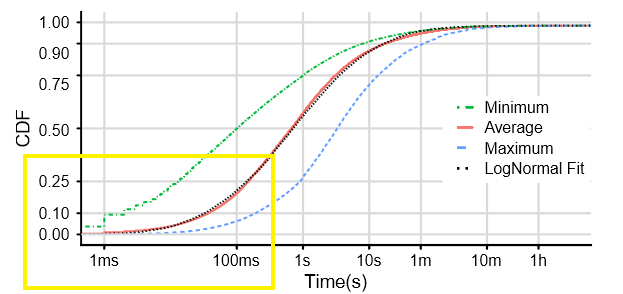 1.00
0.90
0.75
0.50
0.25
0.10
0.00
CDF
1ms 100ms 1s 10s 1m 10m 1h
Time(s)
Minimum
Average
Maximum
LogNormal Fit